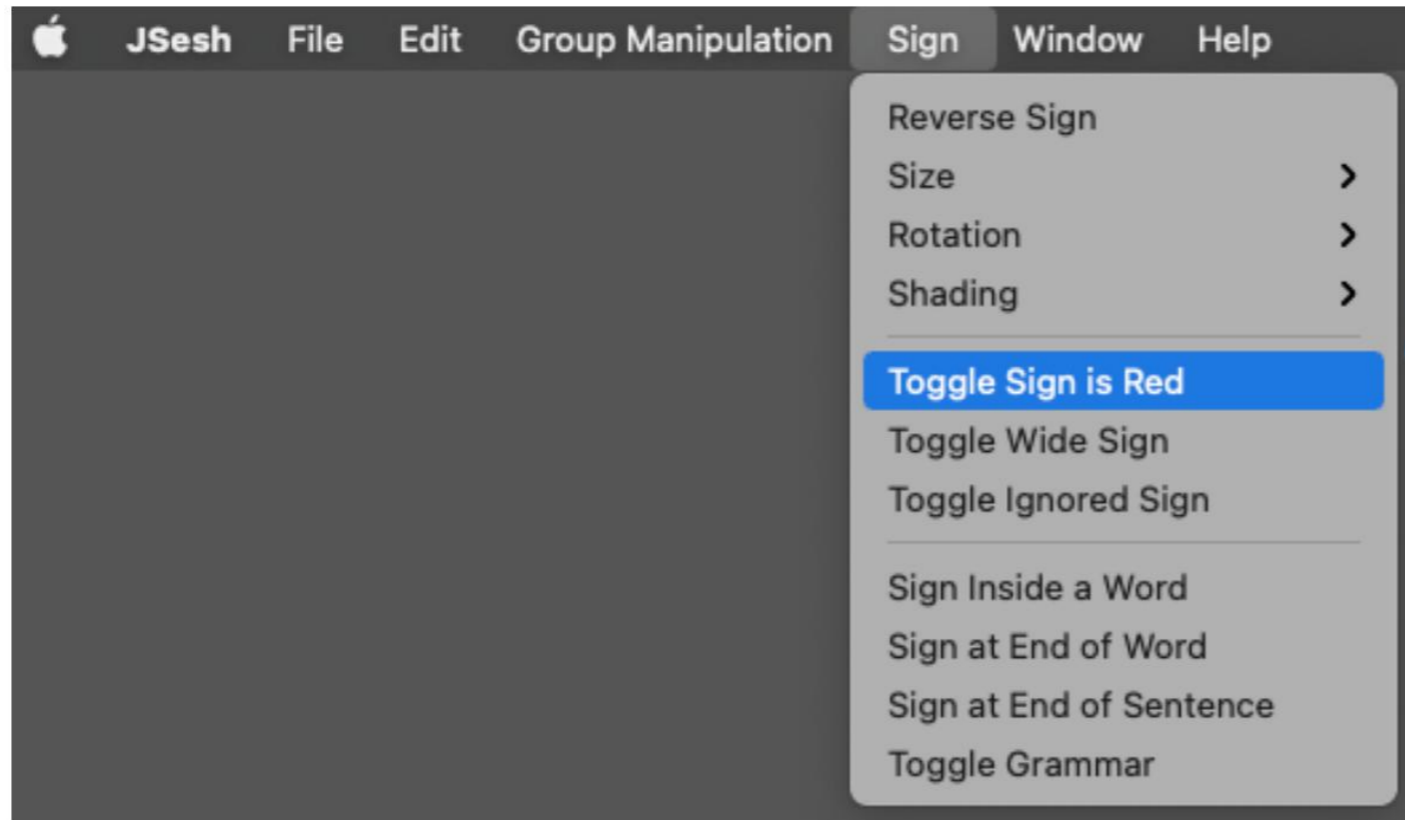 JSesh File Edit Group Manipulation Sign Window Help
Reverse Sign
Size
Rotation
Shading
Toggle Sign is Red
Toggle Wide Sign
Toggle Ignored Sign
Sign Inside a Word
Sign at End of Word
Sign at End of Sentence
Toggle Grammar